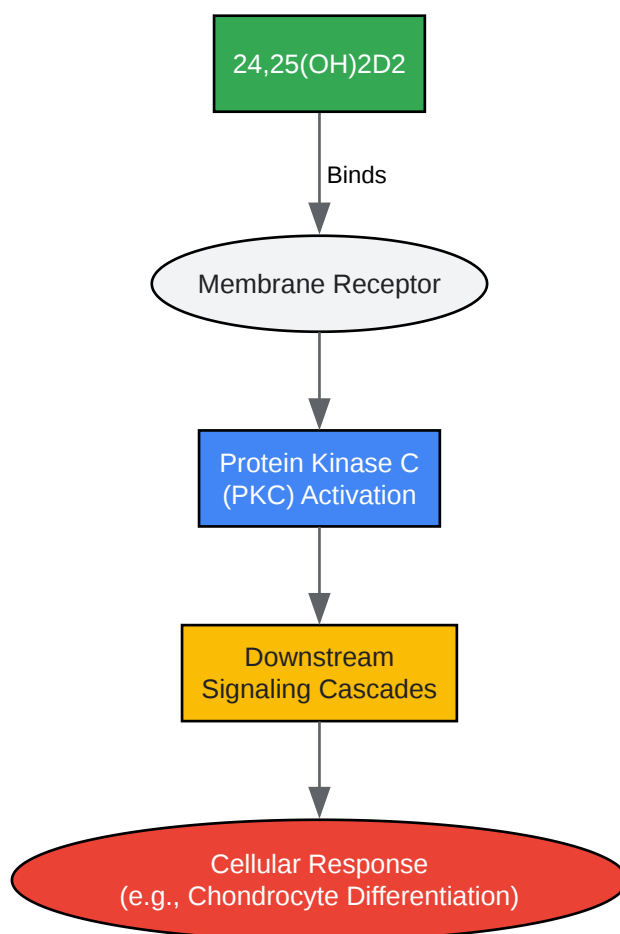 24,25(OH)2D2
Binds
Membrane Receptor
Protein Kinase C
(PKC) Activation
Downstream
Signaling Cascades
Cellular Response
(e.g., Chondrocyte Differentiation)